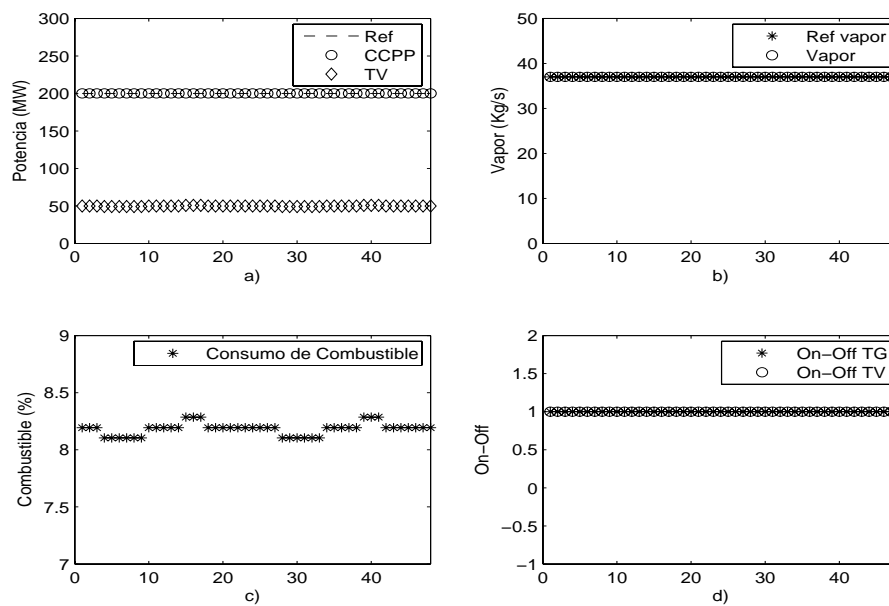 300
250
200
150
100
50
0
Potencia (MW)
Ref
CCPP
TV
0 10 20 30 40
a)
50
40
30
20
10
0
Vapor (Kg/s)
Ref vapor
Vapor
0 10 20 30 40
b)
9
8.5
8
7.5
7
Combustible (%)
Consumo de Combustible
0 10 20 30 40
c)
2
1.5
1
0.5
0
−0.5
−1
On−Off
On−Off TG
On−Off TV
0 10 20 30 40
d)